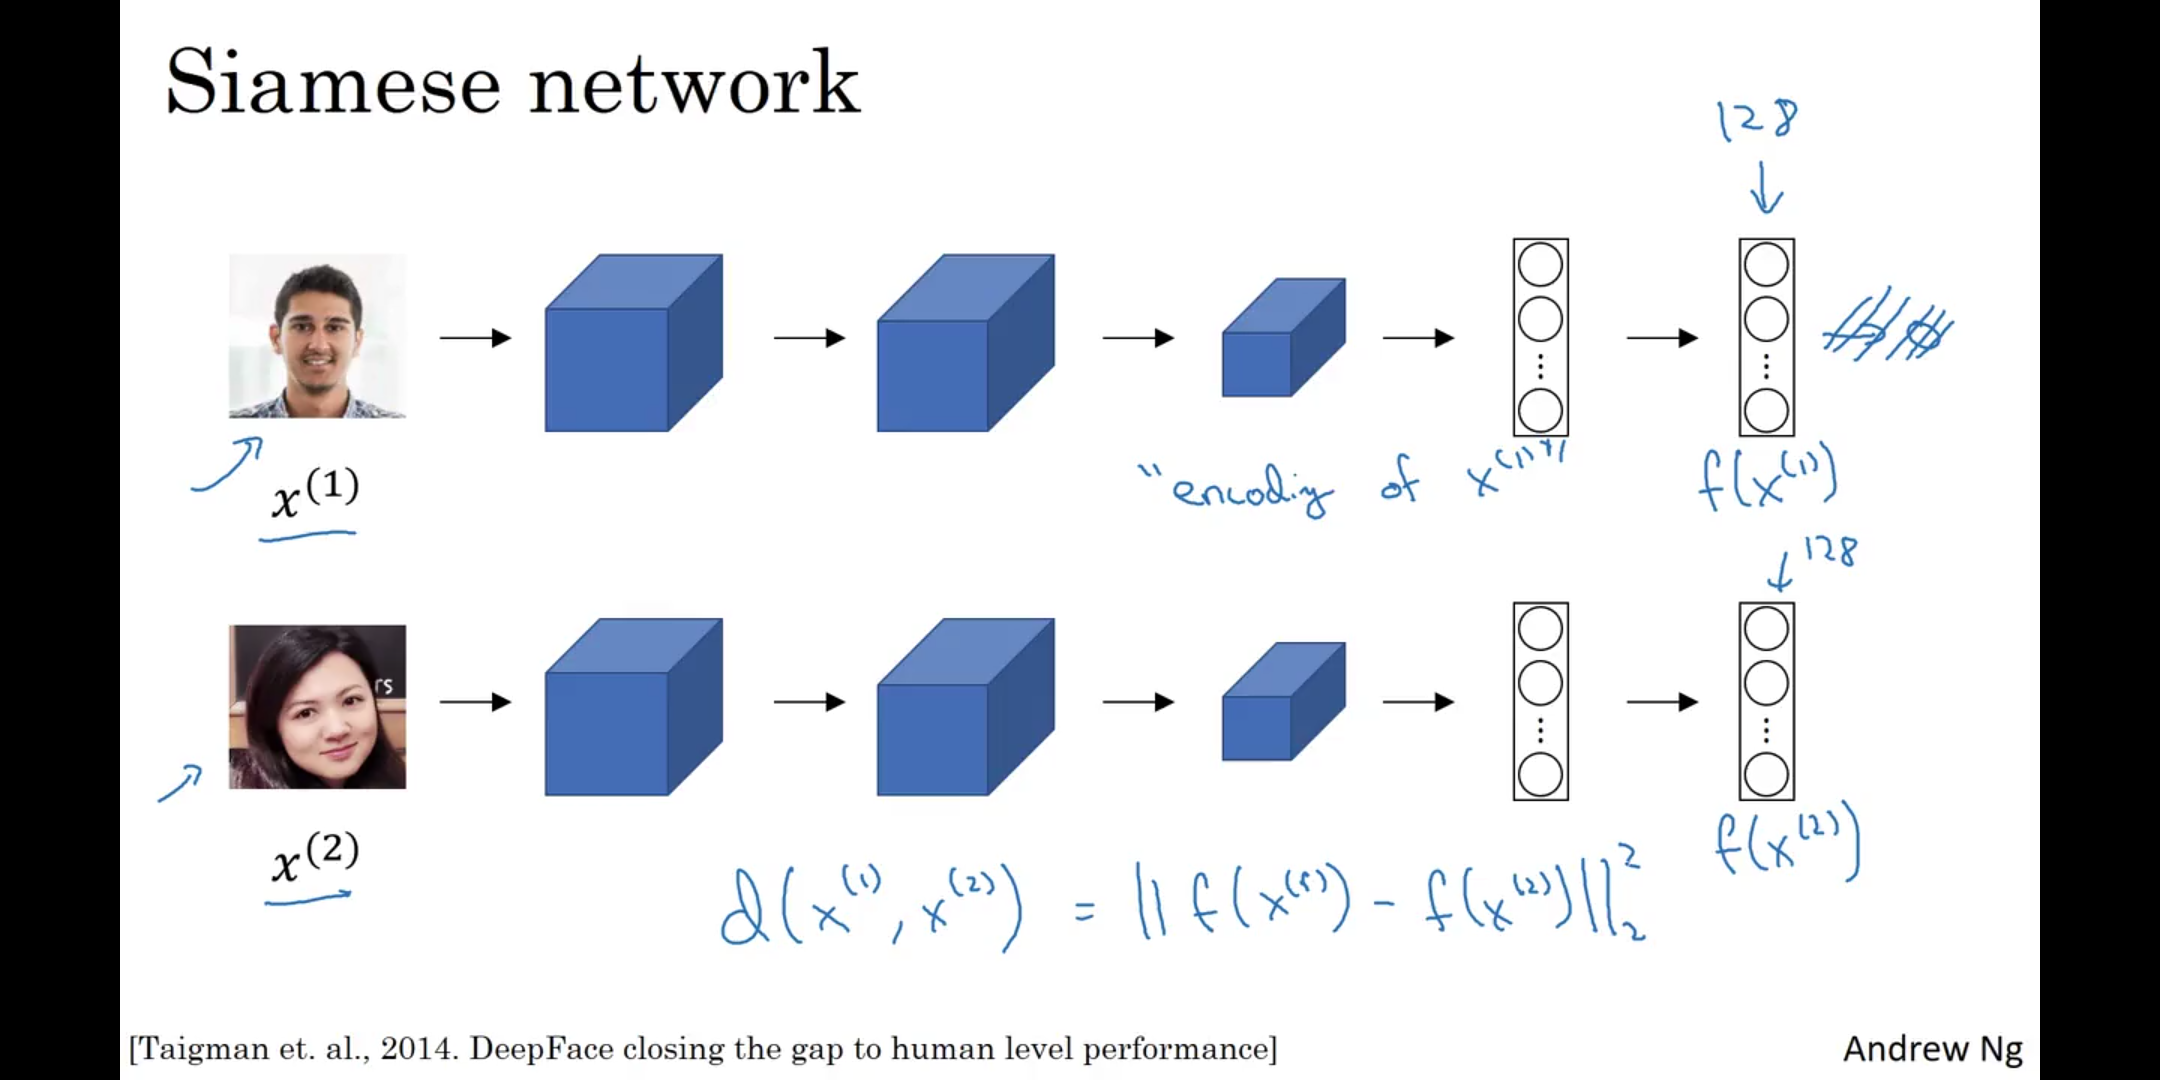 Siamese network
128
x^(1)
"encoding of x^(1)"
f(x^(1))
128
rs
x^(2)
f(x^(2))
d(x^(1), x^(2)) = ||f(x^(1)) - f(x^(2))||_2^2
[Taigman et. al., 2014. DeepFace closing the gap to human level performance]
Andrew Ng